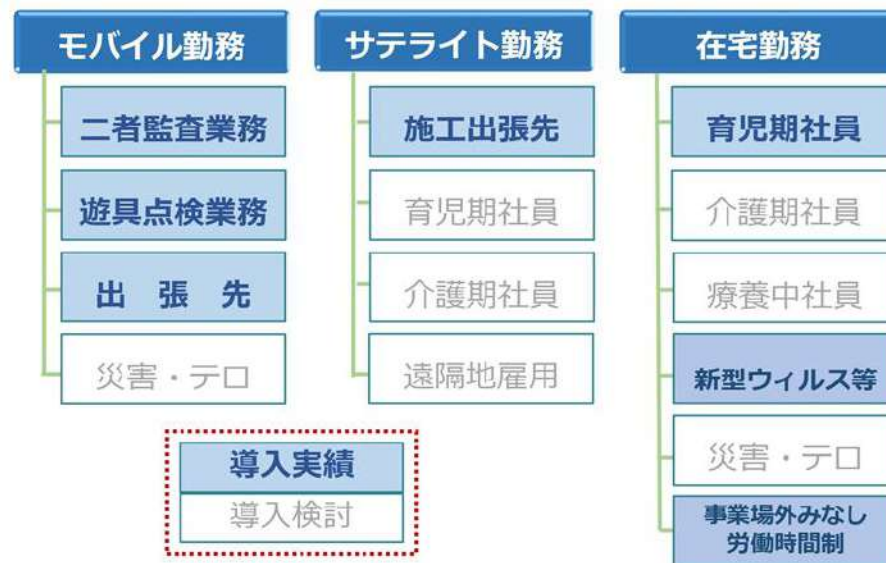 モバイル勤務
二者監査業務
遊具点検業務
出　張　先
災害・テロ
サテライト勤務
施工出張先
育児期社員
介護期社員
遠隔地雇用
在宅勤務
育児期社員
介護期社員
療養中社員
新型ウィルス等
災害・テロ
事業場外みなし
労働時間制
導入実績
導入検討